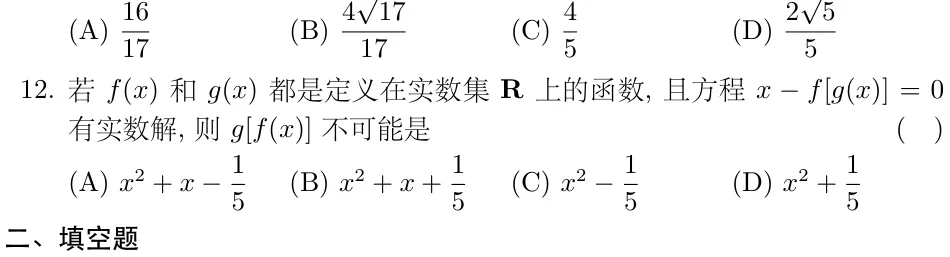 (A) 16/17 (B) 4√17/17 (C) 4/5 (D) 2√5/5
12. 若 f(x) 和 g(x) 都是定义在实数集 R 上的函数, 且方程 x − f[g(x)] = 0
有实数解, 则 g[f(x)] 不可能是 ( )
(A) x² + x − 1/5 (B) x² + x + 1/5 (C) x² − 1/5 (D) x² + 1/5
二、填空题